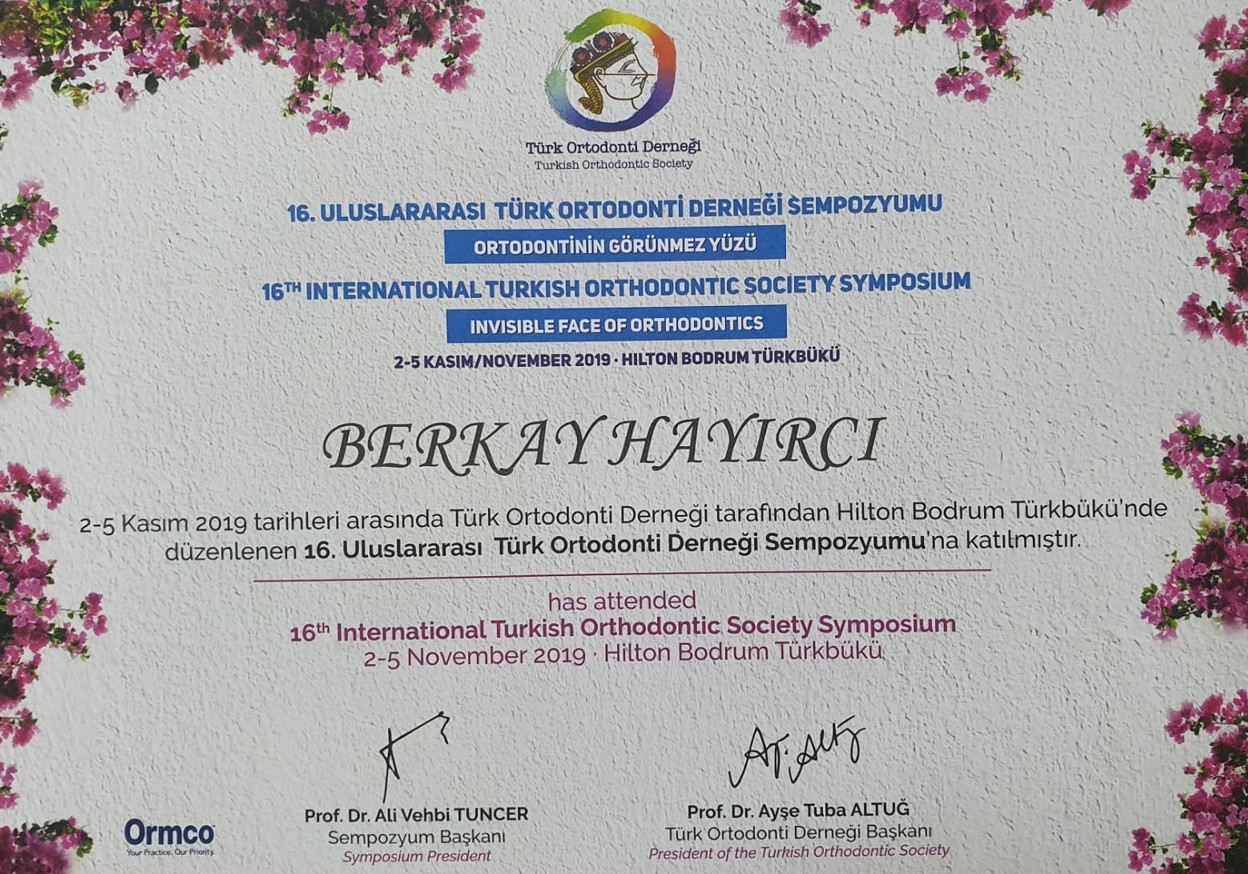 Türk Ortodonti Derneği
Turkish Orthodontic Society
16. ULUSLARARASI TÜRK ORTODONTİ DERNEĞİ SEMPOZYUMU
ORTODONTİNİN GÖRÜNMEZ YÜZÜ
16TH INTERNATIONAL TURKISH ORTHODONTIC SOCIETY SYMPOSIUM
INVISIBLE FACE OF ORTHODONTICS
2-5 KASIM/NOVEMBER 2019 · HILTON BODRUM TÜRKBÜKÜ
BERKAY HAYIRCI
2-5 Kasım 2019 tarihleri arasında Türk Ortodonti Derneği tarafından Hilton Bodrum Türkbükü'nde
düzenlenen 16. Uluslararası Türk Ortodonti Derneği Sempozyumu'na katılmıştır.
has attended
16th International Turkish Orthodontic Society Symposium
2-5 November 2019 · Hilton Bodrum Türkbükü
Prof. Dr. Ali Vehbi TUNCER
Sempozyum Başkanı
Symposium President
Prof. Dr. Ayşe Tuba ALTUĞ
Türk Ortodonti Derneği Başkanı
President of the Turkish Orthodontic Society
Ormco
Your Practice. Our Priority.